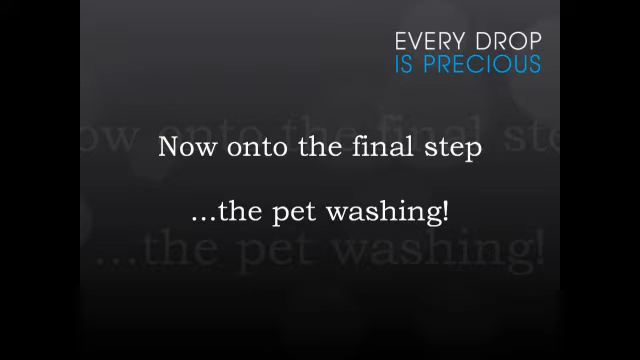 EVERY DROP
IS PRECIOUS
Now onto the final step
...the pet washing!